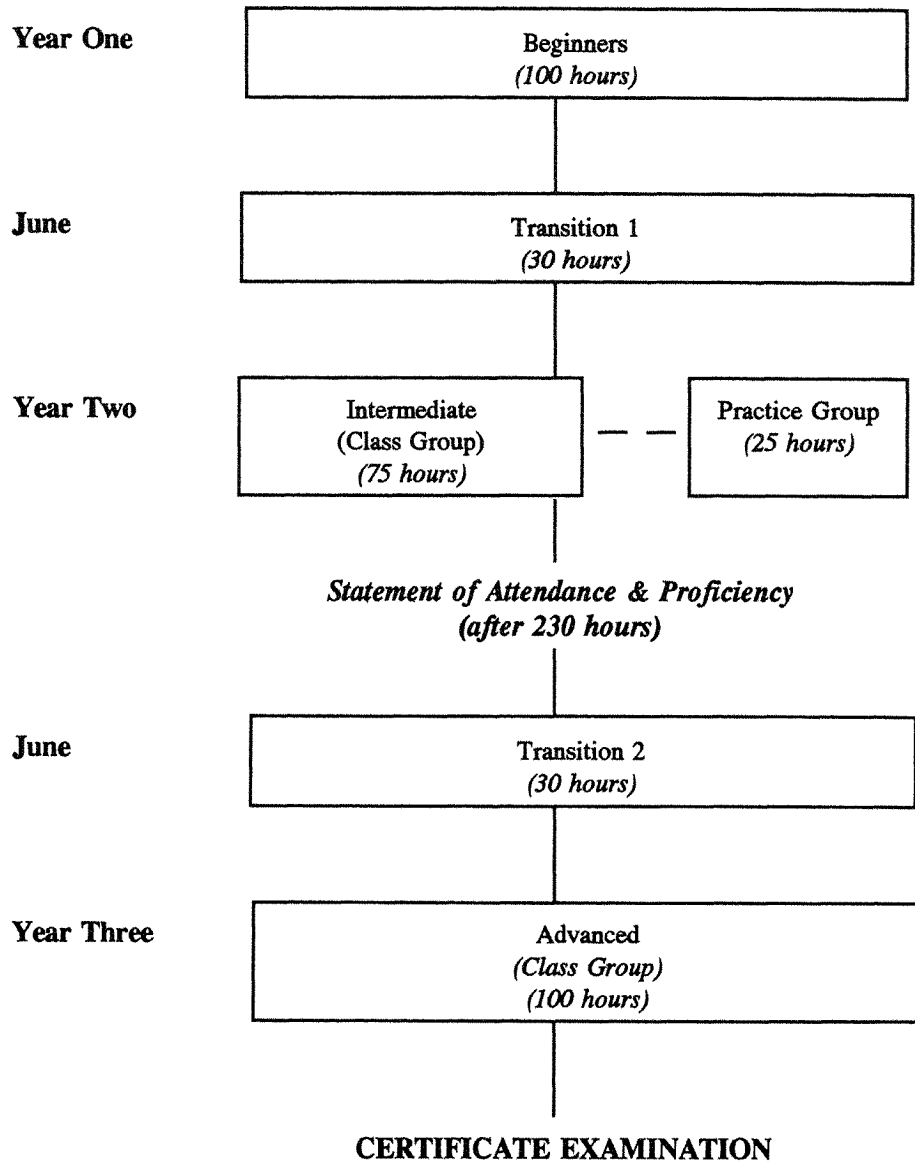 Year One
Beginners
(100 hours)
June
Transition 1
(30 hours)
Year Two
Intermediate
(Class Group)
(75 hours)
Practice Group
(25 hours)
Statement of Attendance & Proficiency
(after 230 hours)
June
Transition 2
(30 hours)
Year Three
Advanced
(Class Group)
(100 hours)
CERTIFICATE EXAMINATION